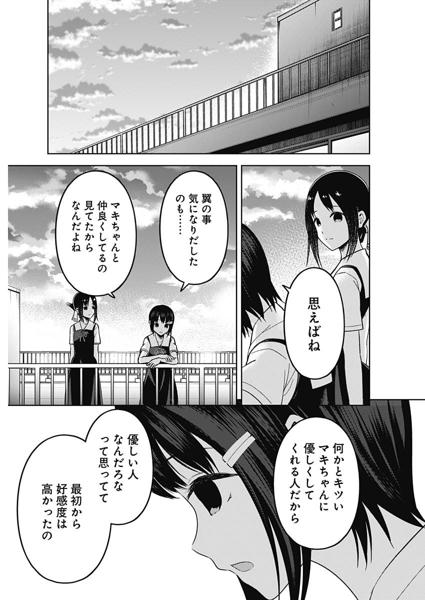 思えばね
翼の事
気になりだした
のも……
マキちゃんと
仲良くしてるの
見てたから
なんだよね
何かとキツい
マキちゃんに
優しくして
くれる人だから
優しい人
なんだろな
って思ってて
最初から
好感度は
高かったの